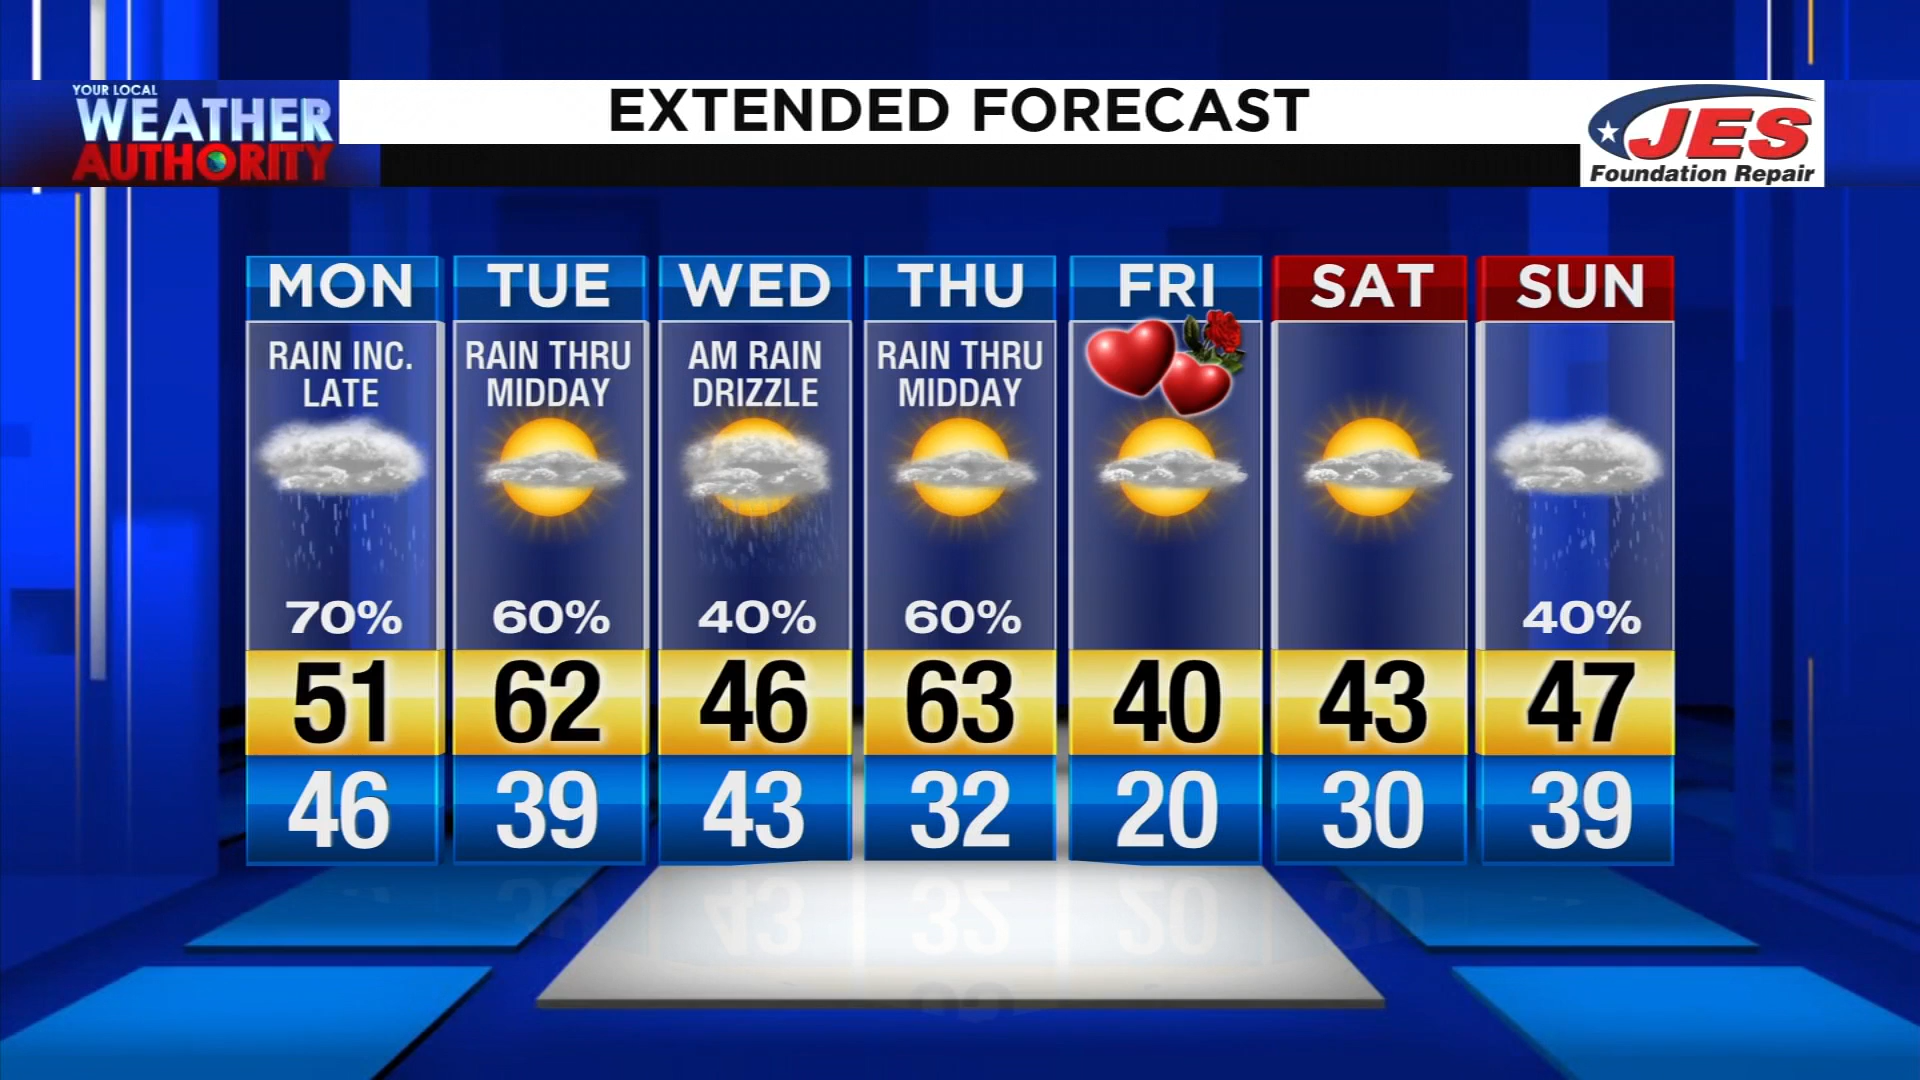 YOUR LOCAL
WEATHER
AUTHORITY
EXTENDED FORECAST
JES
Foundation Repair
MON TUE WED THU FRI SAT SUN
RAIN INC.
LATE
RAIN THRU
MIDDAY
AM RAIN
DRIZZLE
RAIN THRU
MIDDAY
70% 60% 40% 60% 40%
51 62 46 63 40 43 47
46 39 43 32 20 30 39